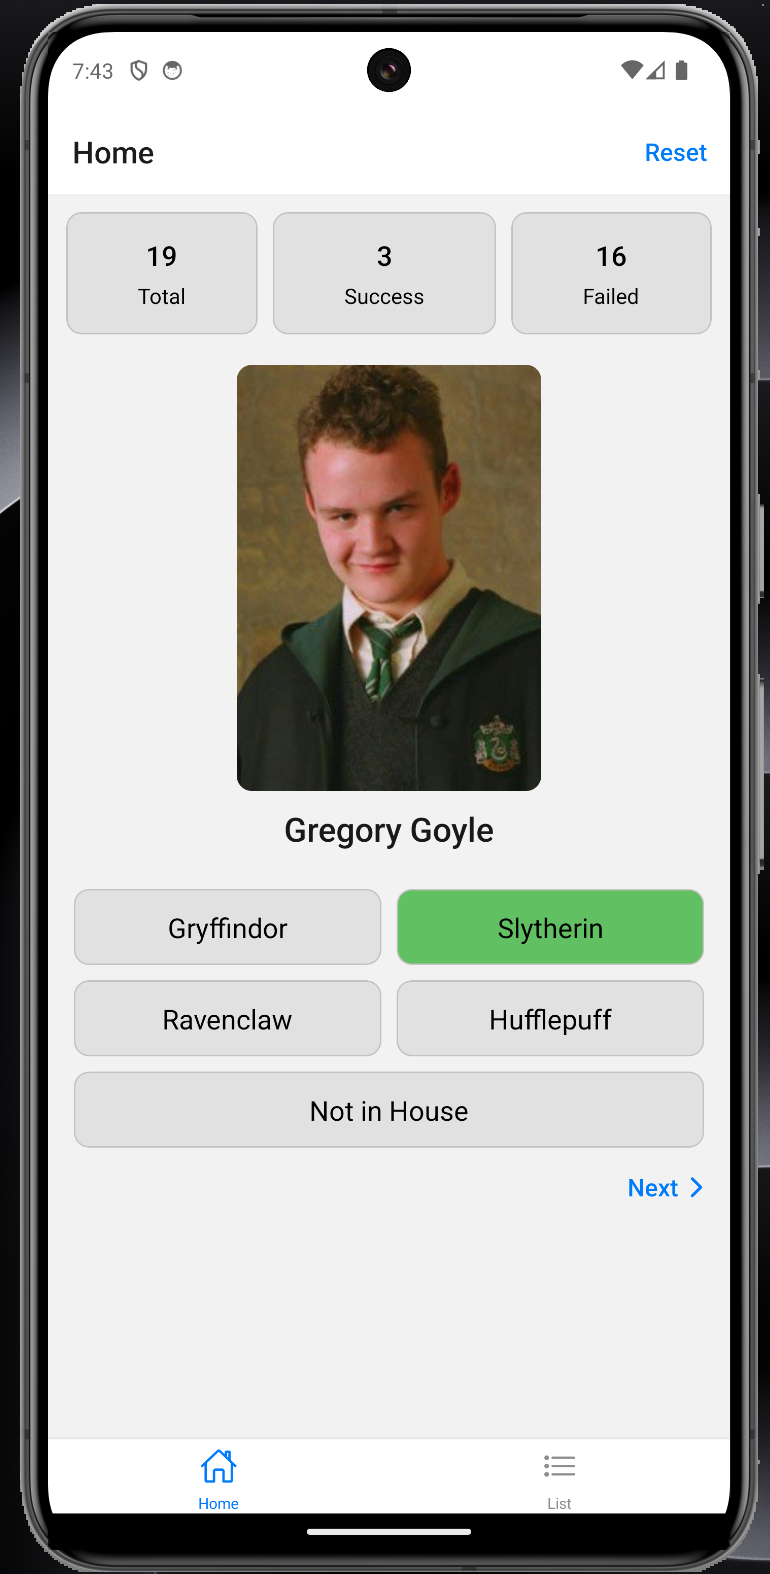 7:43
Home
Reset
19
Total
3
Success
16
Failed
Gregory Goyle
Gryffindor
Slytherin
Ravenclaw
Hufflepuff
Not in House
Next
Home
List